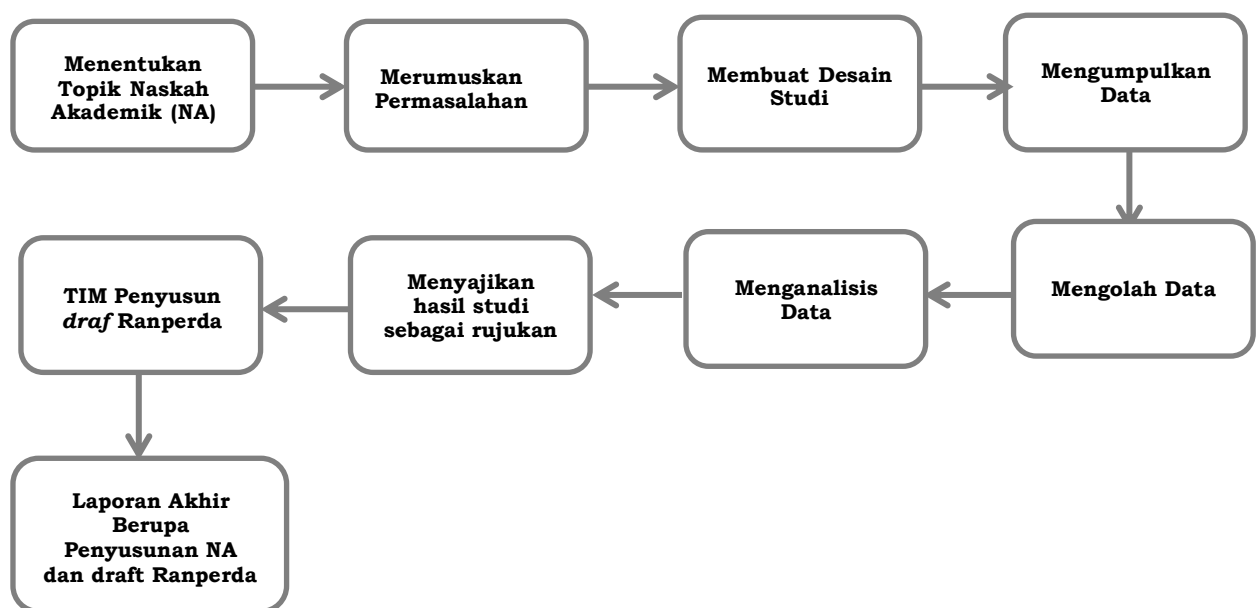 Menentukan
Topik Naskah
Akademik (NA)
Merumuskan
Permasalahan
Membuat Desain
Studi
Mengumpulkan
Data
Mengolah Data
Menganalisis
Data
Menyajikan
hasil studi
sebagai rujukan
TIM Penyusun
draf Ranperda
Laporan Akhir
Berupa
Penyusunan NA
dan draft Ranperda